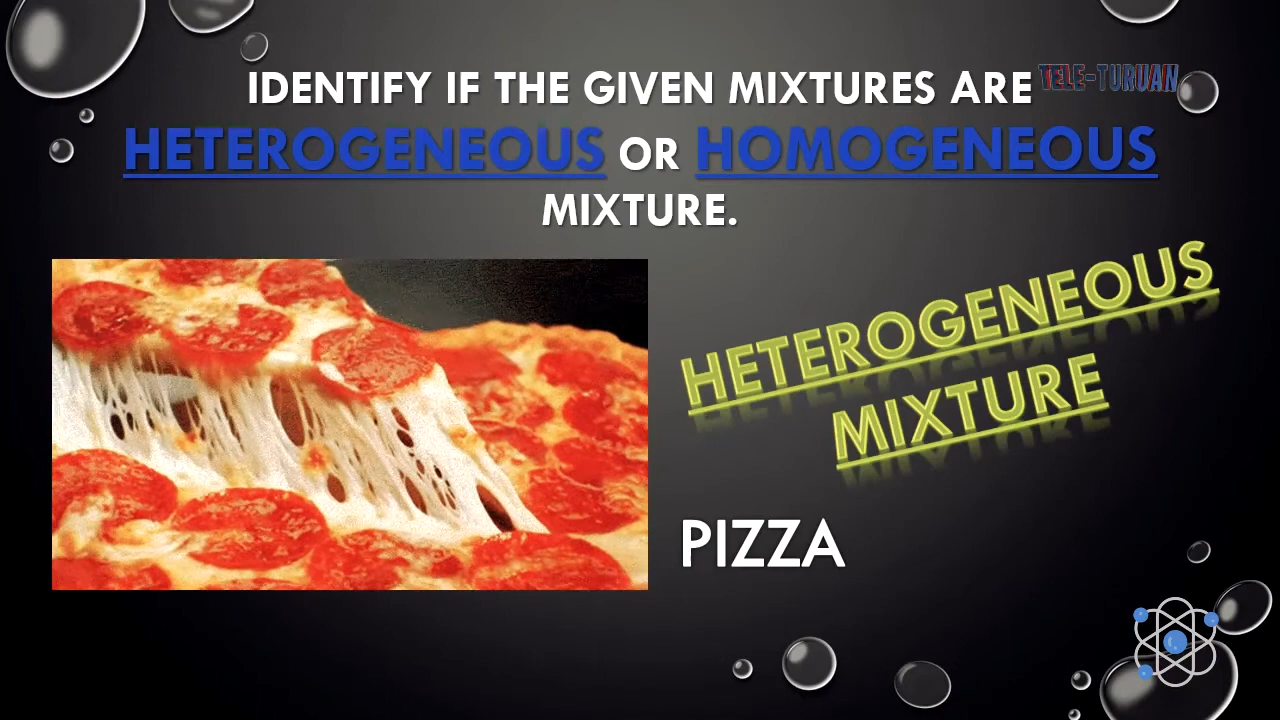 IDENTIFY IF THE GIVEN MIXTURES ARE
TELE-TURUAN
HETEROGENEOUS OR HOMOGENEOUS
MIXTURE.
HETEROGENEOUS
MIXTURE
PIZZA